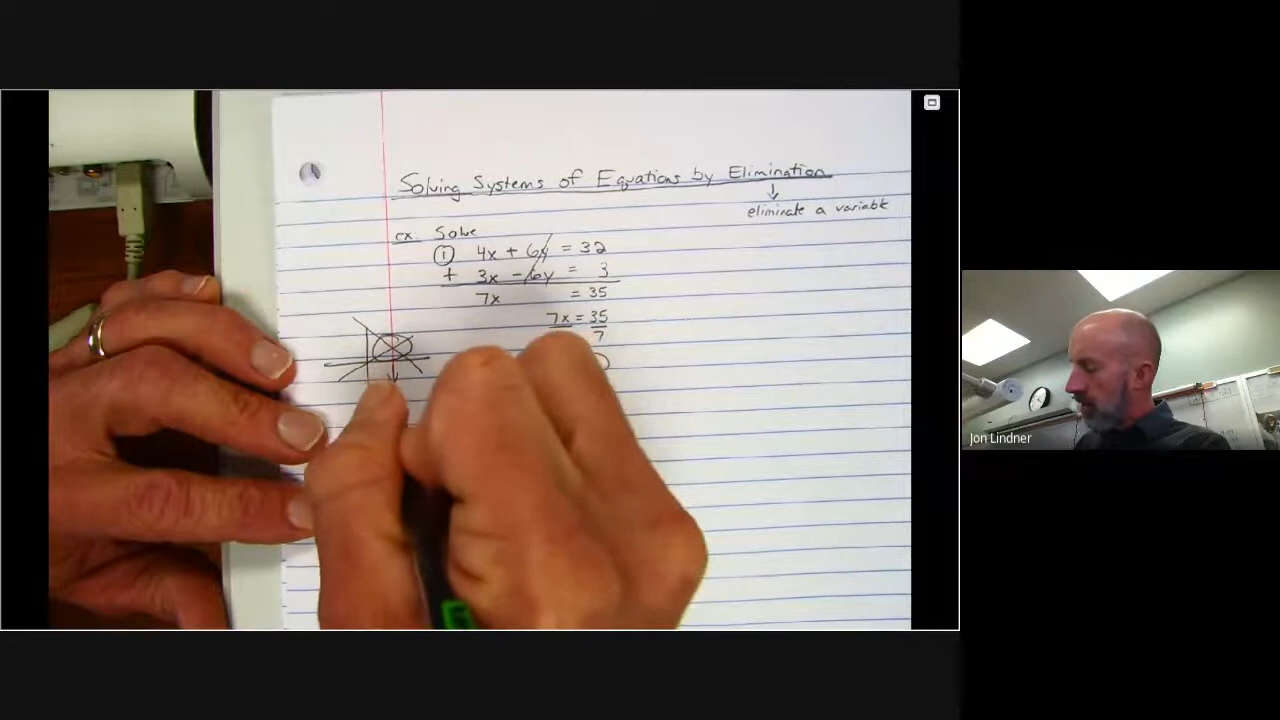 Solving Systems of Equations by Elimination
↓
eliminate a variable
ex. Solve
① 4x + 6y = 32
+ 3x - 6y = 3
7x = 35
7x = 35
7
Jon Lindner